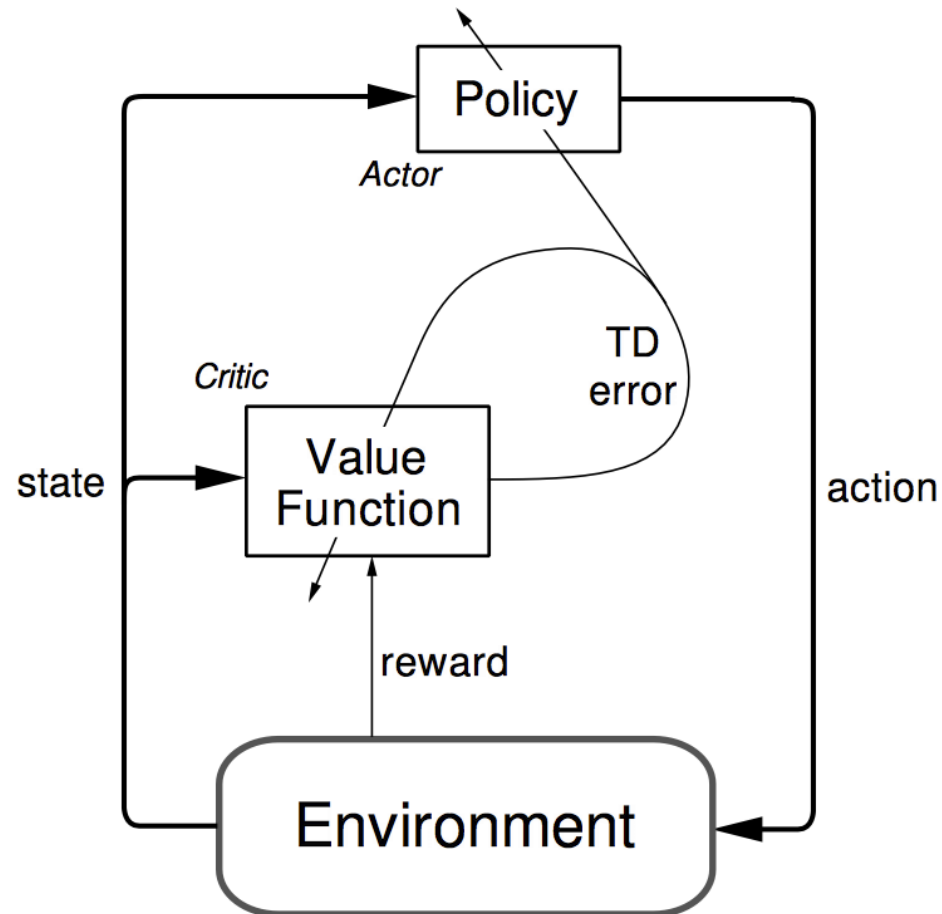 Policy
Actor
TD
error
Critic
Value
Function
state
action
reward
Environment